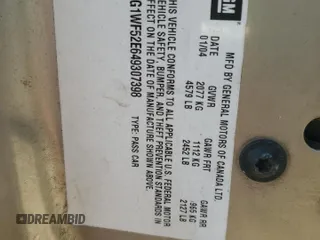 GM
MFD BY GENERAL MOTORS OF CANADA LTD.
DATE GVWR GAWR FRT GAWR RR
01/04 2077 KG 1112 KG 965 KG
4579 LB 2452 LB 2127 LB
THIS VEHICLE CONFORMS TO ALL APPLICABLE U.S. FEDERAL MOTOR
VEHICLE SAFETY, BUMPER, AND THEFT PREVENTION STANDARDS IN
EFFECT ON THE DATE OF MANUFACTURE SHOWN ABOVE.
G1WF52E649307398 TYPE: PASS CAR
DREAMBID